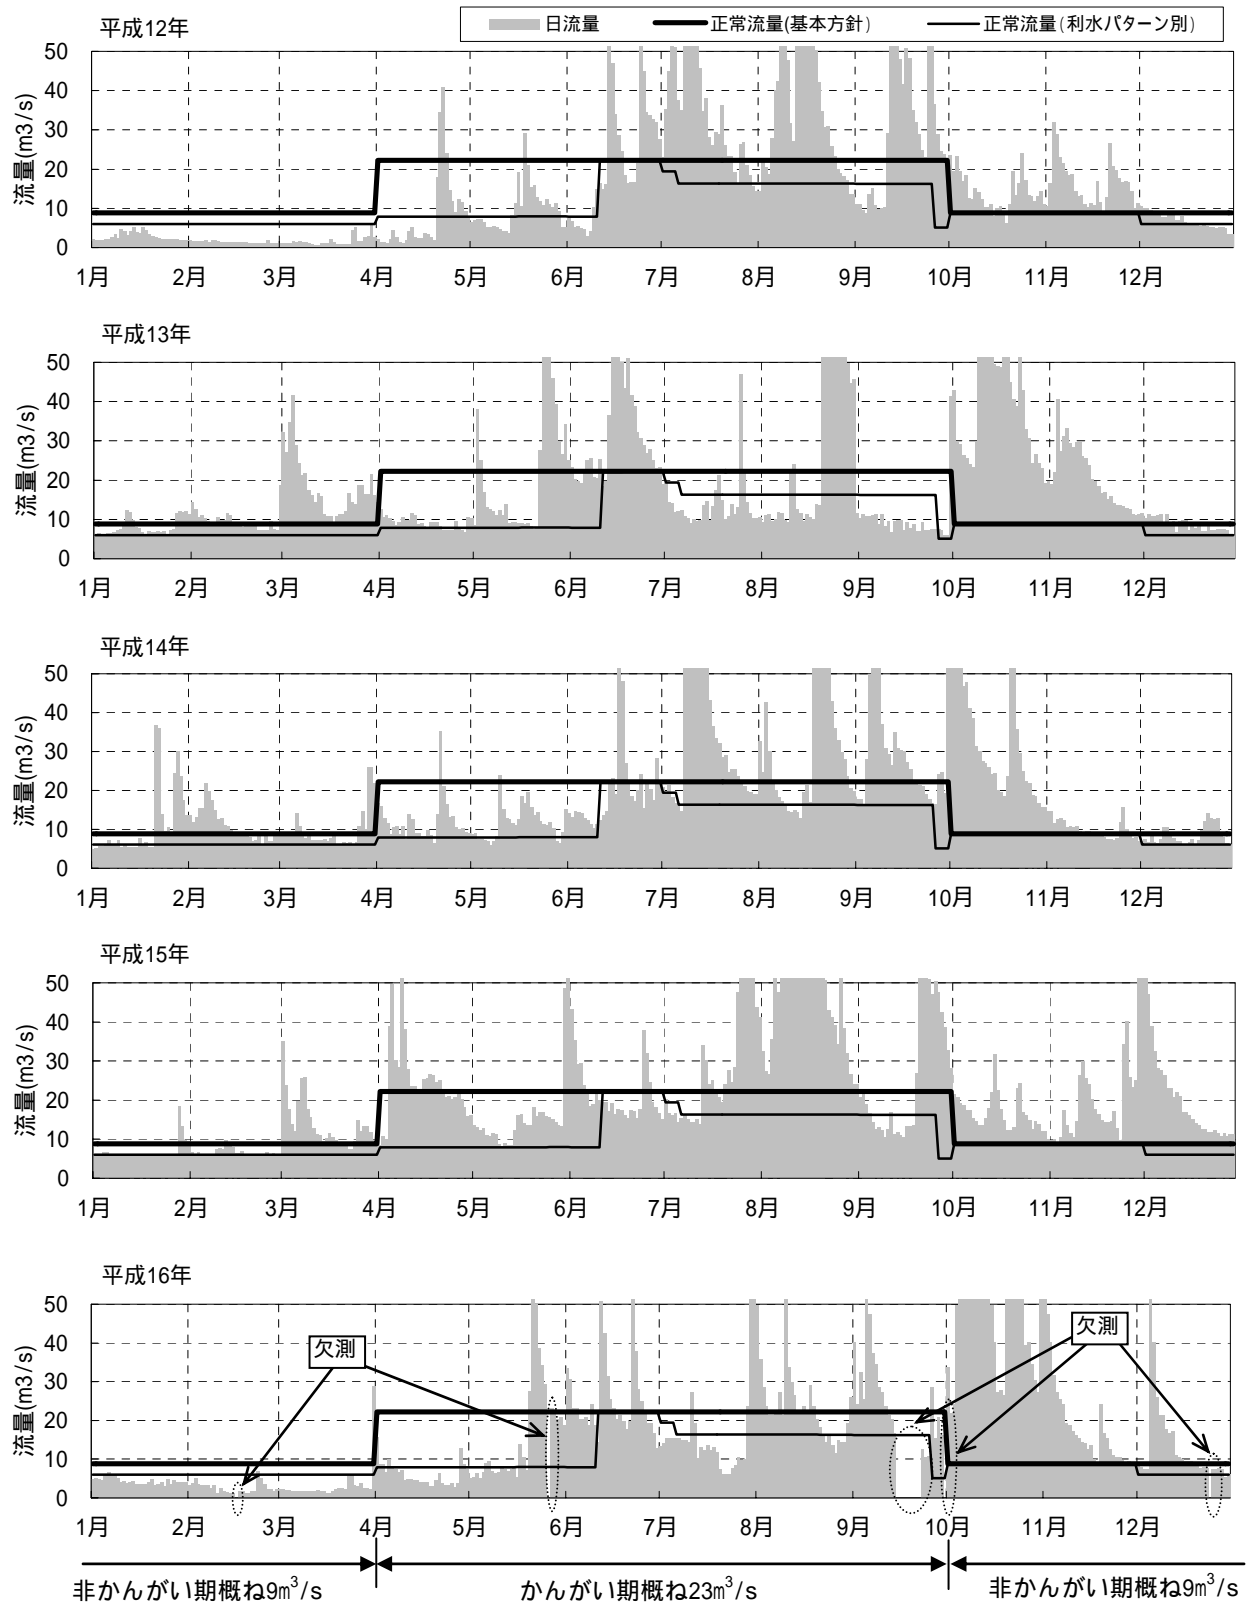 日流量 正常流量(基本方針) 正常流量(利水パターン別)
平成12年
流量(m3/s)
50
40
30
20
10
0
1月 2月 3月 4月 5月 6月 7月 8月 9月 10月 11月 12月
平成13年
流量(m3/s)
50
40
30
20
10
0
1月 2月 3月 4月 5月 6月 7月 8月 9月 10月 11月 12月
平成14年
流量(m3/s)
50
40
30
20
10
0
1月 2月 3月 4月 5月 6月 7月 8月 9月 10月 11月 12月
平成15年
流量(m3/s)
50
40
30
20
10
0
1月 2月 3月 4月 5月 6月 7月 8月 9月 10月 11月 12月
平成16年
流量(m3/s)
50
40
30
20
10
0
欠測
欠測
1月 2月 3月 4月 5月 6月 7月 8月 9月 10月 11月 12月
非かんがい期概ね9m³/s かんがい期概ね23m³/s 非かんがい期概ね9m³/s